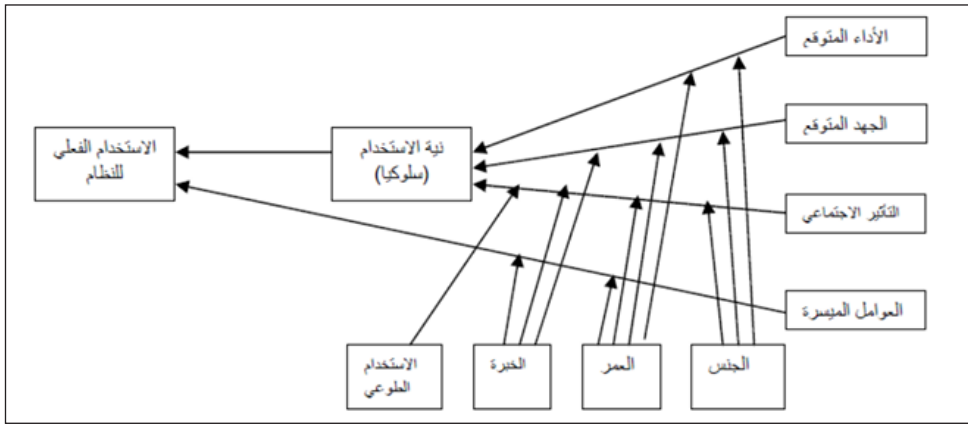 الأداء المتوقع
الجهد المتوقع
نية الاستخدام
(سلوكيا)
الاستخدام الفعلي
للنظام
التأثير الاجتماعي
العوامل الميسرة
الجنس
العمر
الخبرة
الاستخدام
الطوعي